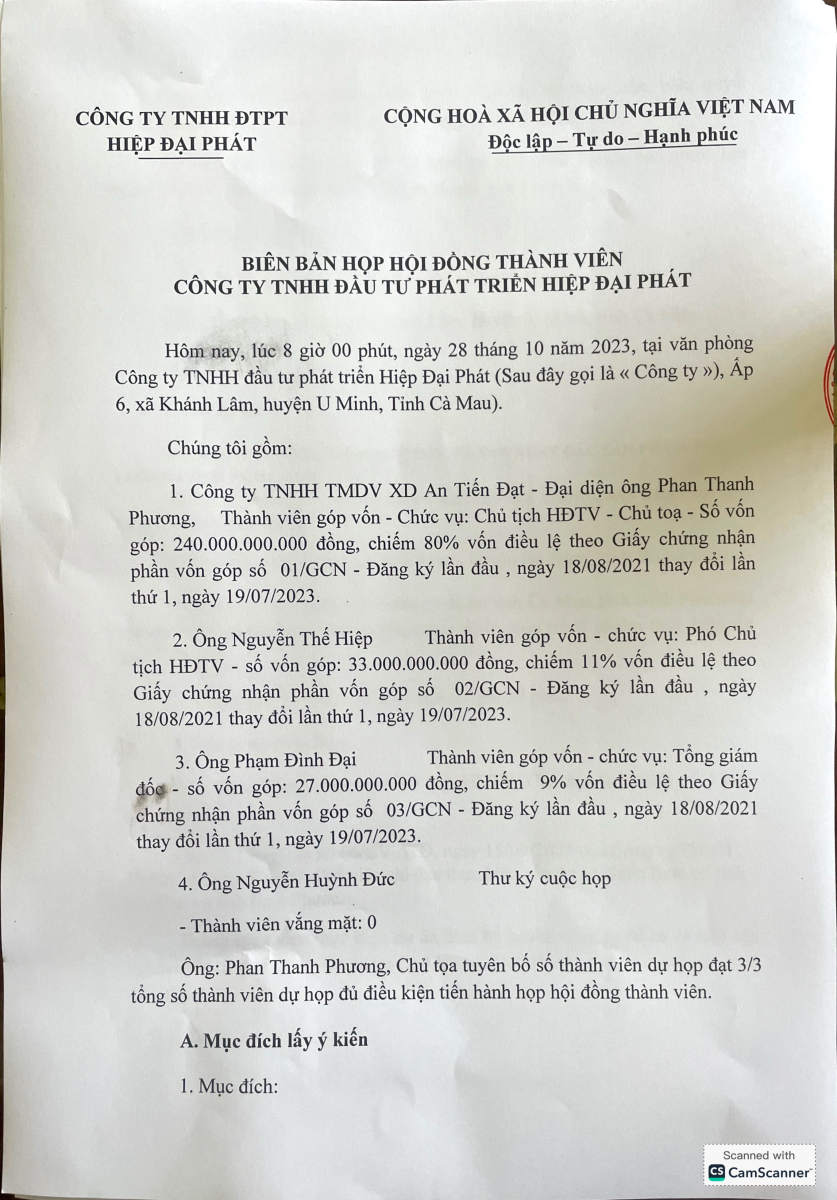 CÔNG TY TNHH ĐTPT
HIỆP ĐẠI PHÁT
CỘNG HOÀ XÃ HỘI CHỦ NGHĨA VIỆT NAM
Độc lập – Tự do – Hạnh phúc
BIÊN BẢN HỌP HỘI ĐỒNG THÀNH VIÊN
CÔNG TY TNHH ĐẦU TƯ PHÁT TRIỂN HIỆP ĐẠI PHÁT
Hôm nay, lúc 8 giờ 00 phút, ngày 28 tháng 10 năm 2023, tại văn phòng
Công ty TNHH đầu tư phát triển Hiệp Đại Phát (Sau đây gọi là « Công ty »), Ấp
6, xã Khánh Lâm, huyện U Minh, Tỉnh Cà Mau).
Chúng tôi gồm:
1. Công ty TNHH TMDV XD An Tiến Đạt - Đại diện ông Phan Thanh
Phương, Thành viên góp vốn - Chức vụ: Chủ tịch HĐTV - Chủ toạ - Số vốn
góp: 240.000.000.000 đồng, chiếm 80% vốn điều lệ theo Giấy chứng nhận
phần vốn góp số 01/GCN - Đăng ký lần đầu , ngày 18/08/2021 thay đổi lần
thứ 1, ngày 19/07/2023.
2. Ông Nguyễn Thế Hiệp Thành viên góp vốn - chức vụ: Phó Chủ
tịch HĐTV - số vốn góp: 33.000.000.000 đồng, chiếm 11% vốn điều lệ theo
Giấy chứng nhận phần vốn góp số 02/GCN - Đăng ký lần đầu , ngày
18/08/2021 thay đổi lần thứ 1, ngày 19/07/2023.
3. Ông Phạm Đình Đại Thành viên góp vốn - chức vụ: Tổng giám
đốc - số vốn góp: 27.000.000.000 đồng, chiếm 9% vốn điều lệ theo Giấy
chứng nhận phần vốn góp số 03/GCN - Đăng ký lần đầu , ngày 18/08/2021
thay đổi lần thứ 1, ngày 19/07/2023.
4. Ông Nguyễn Huỳnh Đức Thư ký cuộc họp
- Thành viên vắng mặt: 0
Ông: Phan Thanh Phương, Chủ tọa tuyên bố số thành viên dự họp đạt 3/3
tổng số thành viên dự họp đủ điều kiện tiến hành họp hội đồng thành viên.
A. Mục đích lấy ý kiến
1. Mục đích:
Scanned with
CS CamScanner